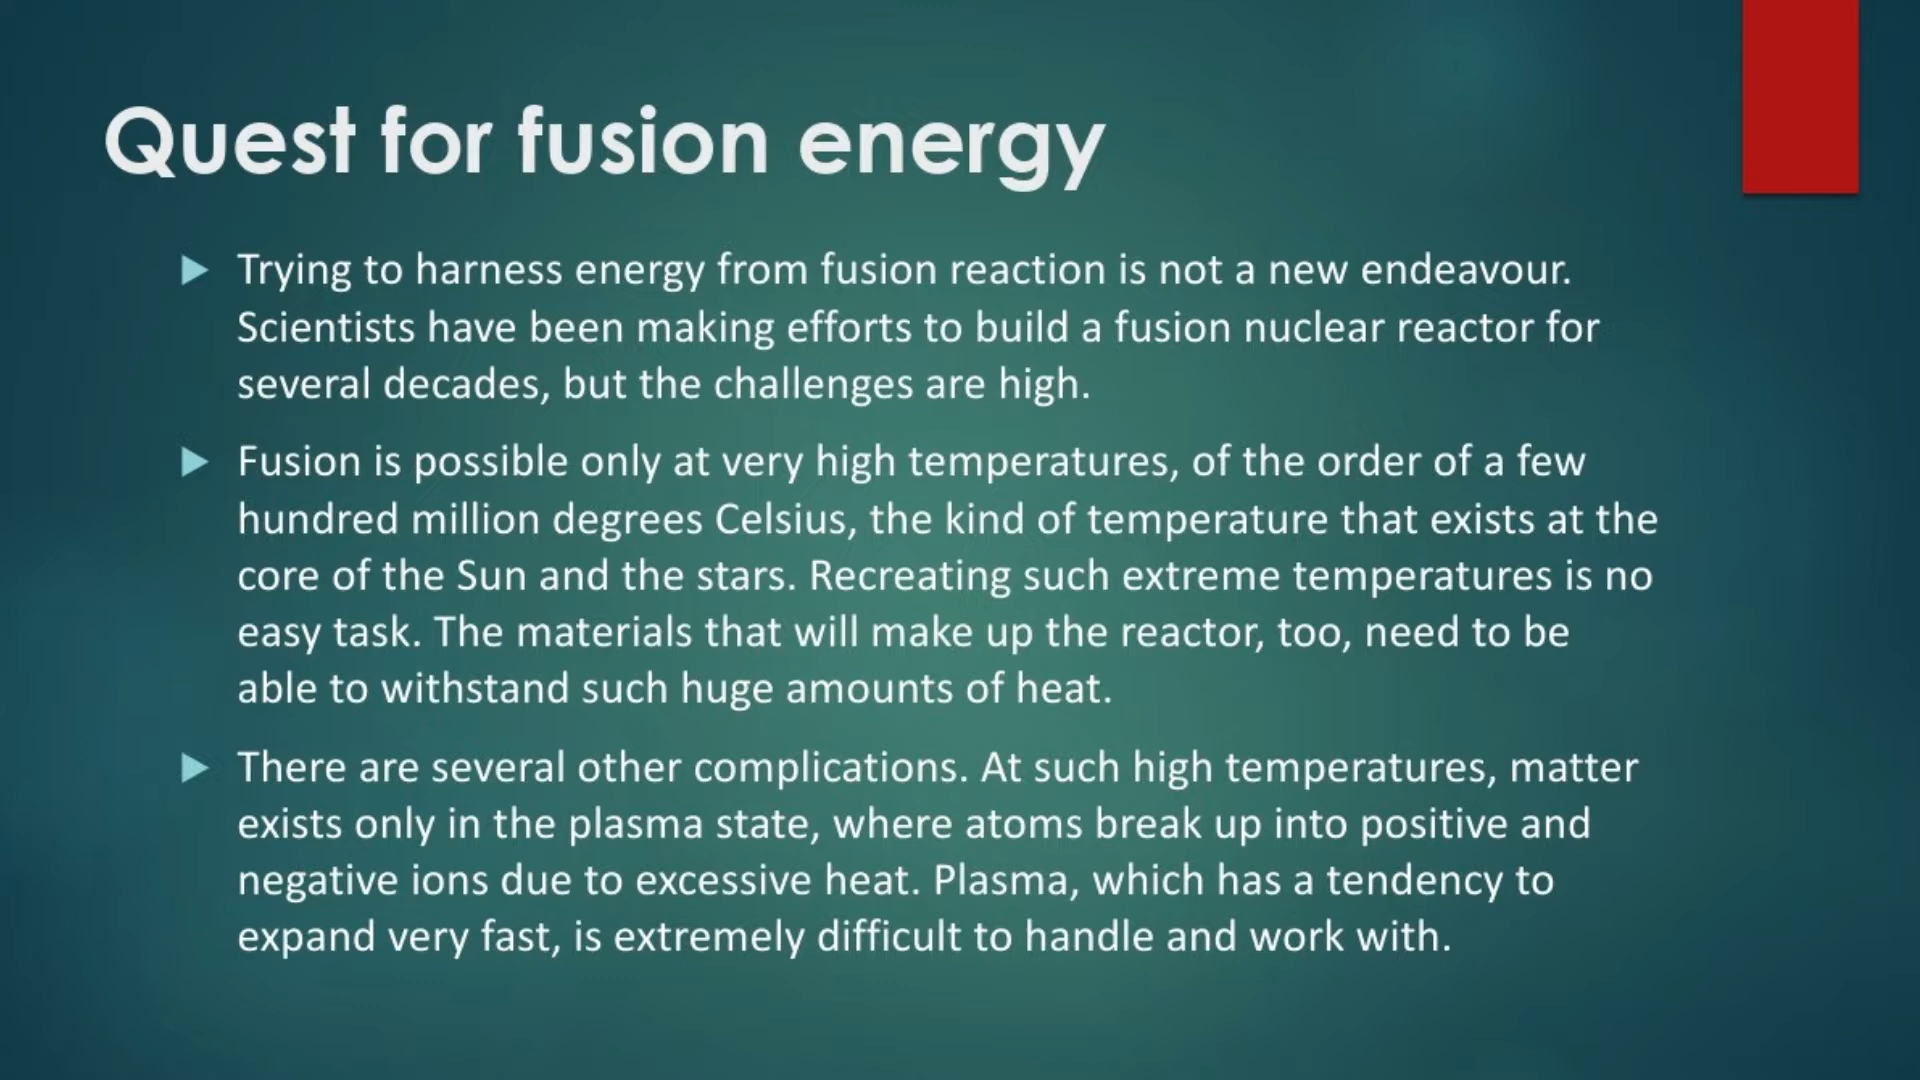 Quest for fusion energy
Trying to harness energy from fusion reaction is not a new endeavour.
Scientists have been making efforts to build a fusion nuclear reactor for
several decades, but the challenges are high.
Fusion is possible only at very high temperatures, of the order of a few
hundred million degrees Celsius, the kind of temperature that exists at the
core of the Sun and the stars. Recreating such extreme temperatures is no
easy task. The materials that will make up the reactor, too, need to be
able to withstand such huge amounts of heat.
There are several other complications. At such high temperatures, matter
exists only in the plasma state, where atoms break up into positive and
negative ions due to excessive heat. Plasma, which has a tendency to
expand very fast, is extremely difficult to handle and work with.